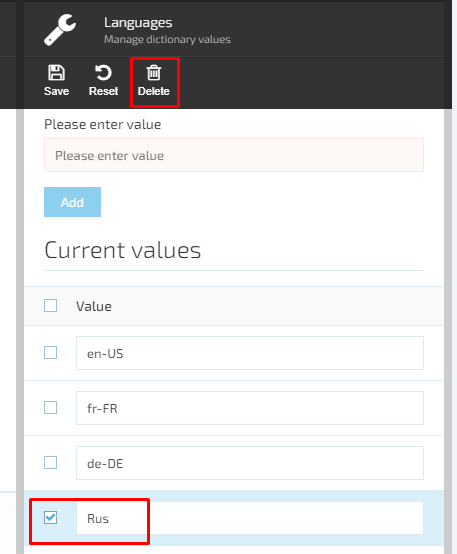 Languages
Manage dictionary values
Save Reset Delete
Please enter value
Please enter value
Add
Current values
Value
en-US
fr-FR
de-DE
Rus